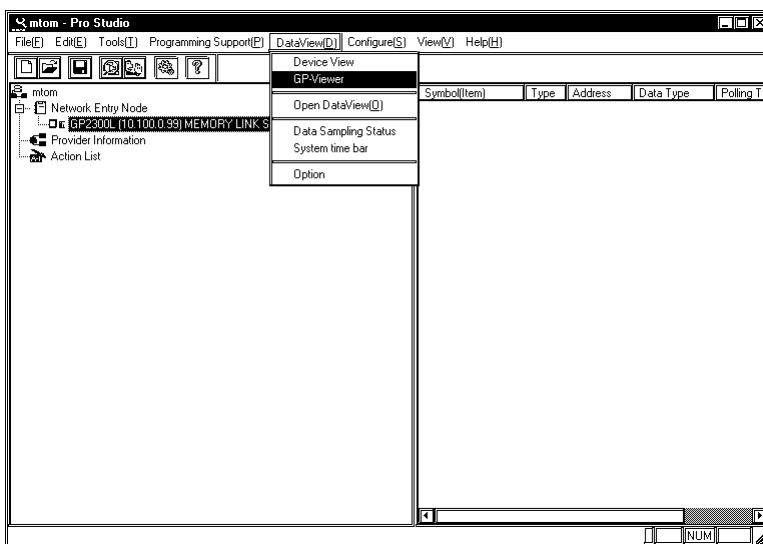 mtom - Pro Studio
File(F) Edit(E) Tools(T) Programming Support(P) DataView(D) Configure(S) View(V) Help(H)
Device View
GP-Viewer
Open DataView(O)
Data Sampling Status
System time bar
Option
mtom
Network Entry Node
GP2300L (10.100.0.99) MEMORY LINK S
Provider Information
Action List
Symbol(Item) Type Address Data Type Polling T
NUM